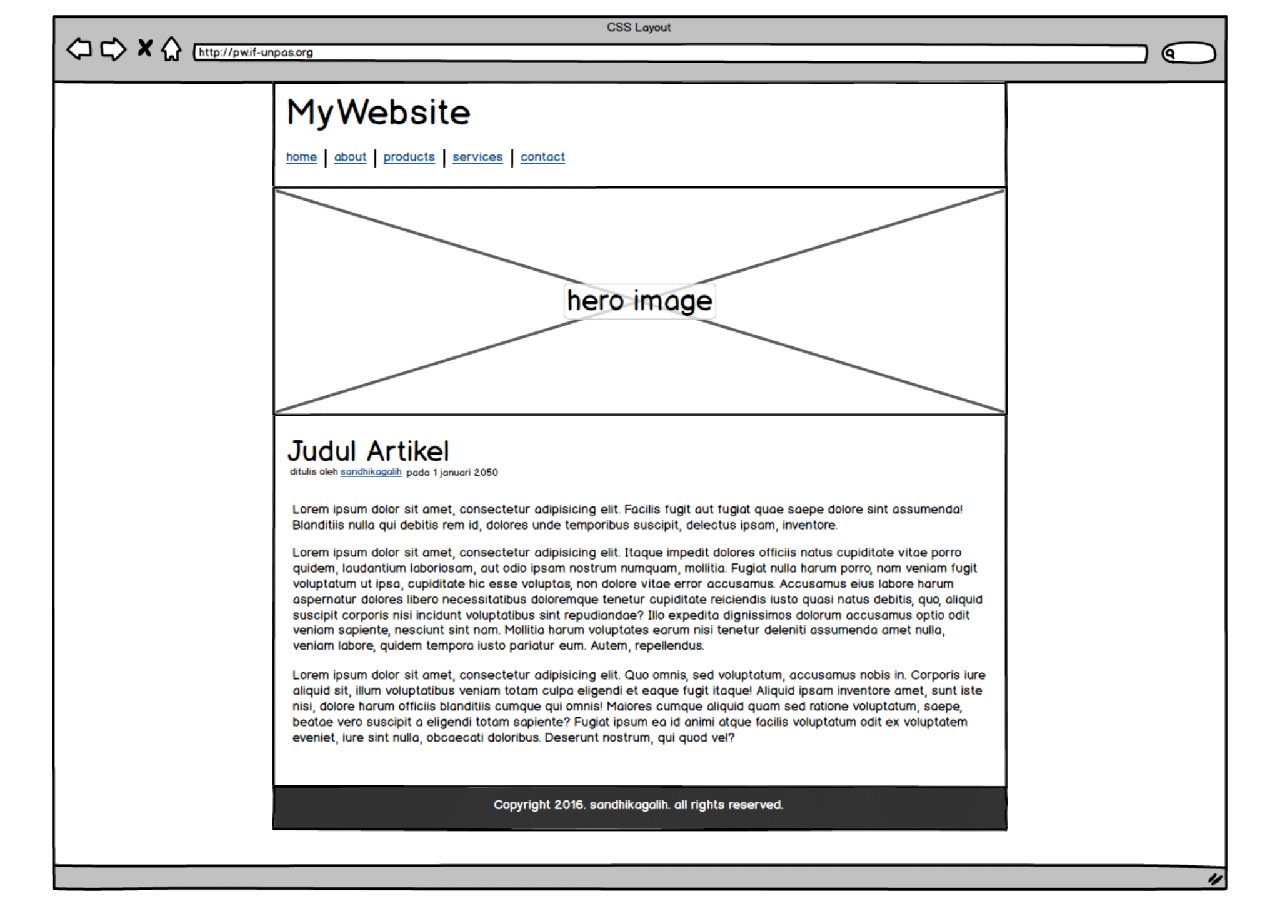 CSS Layout
http://pw.if-unpas.org
MyWebsite
home | about | products | services | contact
hero image
Judul Artikel
ditulis oleh sandhikagalih pada 1 januari 2050
Lorem ipsum dolor sit amet, consectetur adipisicing elit. Facilis fugit aut fugiat quae saepe dolore sint assumenda!
Blanditiis nulla qui debitis rem id, dolores unde temporibus suscipit, delectus ipsam, inventore.
Lorem ipsum dolor sit amet, consectetur adipisicing elit. Itaque impedit dolores officiis natus cupiditate vitae porro
quidem, laudantium laboriosam, aut odio ipsam nostrum numquam, mollitia. Fugiat nulla harum porro, nam veniam fugit
voluptatum ut ipsa, cupiditate hic esse voluptas, non dolore vitae error accusamus. Accusamus eius labore harum
aspernatur dolores libero necessitatibus doloremque tenetur cupiditate reiciendis iusto quasi natus debitis, quo, aliquid
suscipit corporis nisi incidunt voluptatibus sint repudiandae? Illo expedita dignissimos dolorum accusamus optio odit
veniam sapiente, nesciunt sint nam. Mollitia harum voluptates earum nisi tenetur deleniti assumenda amet nulla,
veniam labore, quidem tempora iusto pariatur eum. Autem, repellendus.
Lorem ipsum dolor sit amet, consectetur adipisicing elit. Quo omnis, sed voluptatum, accusamus nobis in. Corporis iure
aliquid sit, illum voluptatibus veniam totam culpa eligendi et eaque fugit itaque! Aliquid ipsam inventore amet, sunt iste
nisi, dolore harum officiis blanditiis cumque qui omnis! Maiores cumque aliquid quam sed ratione voluptatum, saepe,
beatae vero suscipit a eligendi totam sapiente? Fugiat ipsum ea id animi atque facilis voluptatum odit ex voluptatem
eveniet, iure sint nulla, obcaecati doloribus. Deserunt nostrum, qui quod vel?
Copyright 2016. sandhikagalih. all rights reserved.